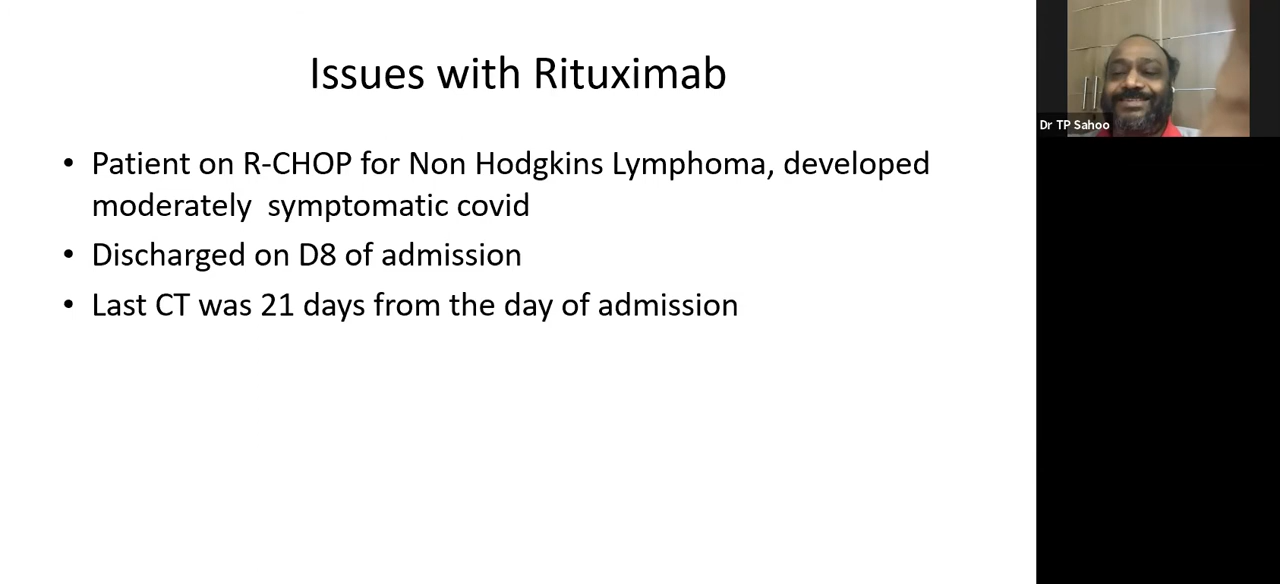 Issues with Rituximab
• Patient on R-CHOP for Non Hodgkins Lymphoma, developed
moderately  symptomatic covid
• Discharged on D8 of admission
• Last CT was 21 days from the day of admission
Dr TP Sahoo